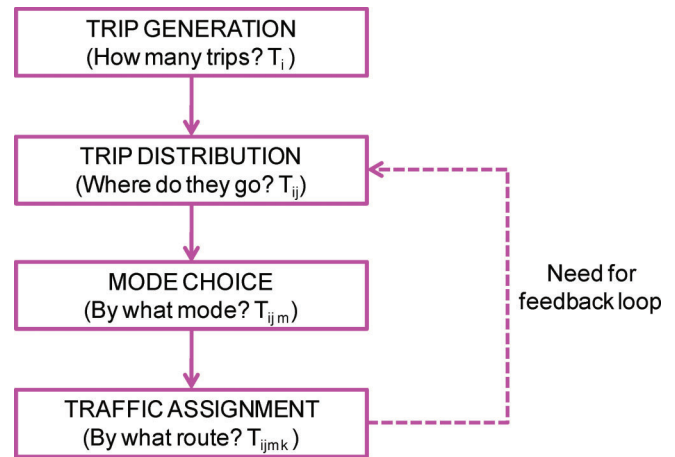 TRIP GENERATION
(How many trips? Ti )
TRIP DISTRIBUTION
(Where do they go? Tij)
MODE CHOICE
(By what mode? Tij m)
Need for
feedback loop
TRAFFIC ASSIGNMENT
(By what route? Tijmk )